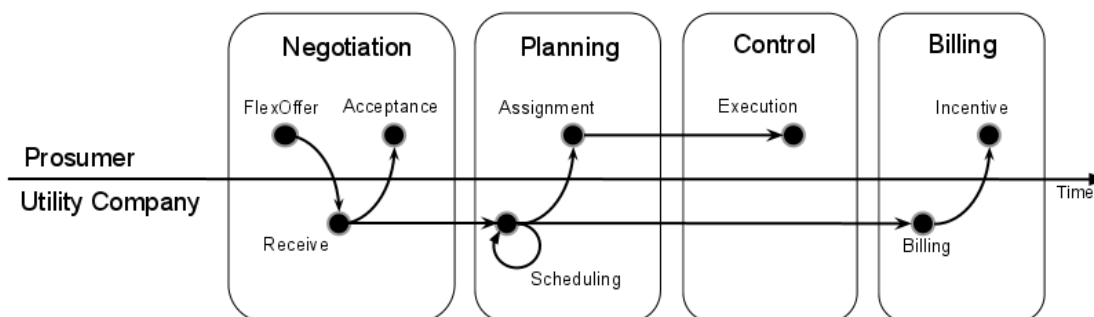 Negotiation
Planning
Control
Billing
FlexOffer
Acceptance
Assignment
Execution
Incentive
Prosumer
Utility Company
Time
Receive
Scheduling
Billing